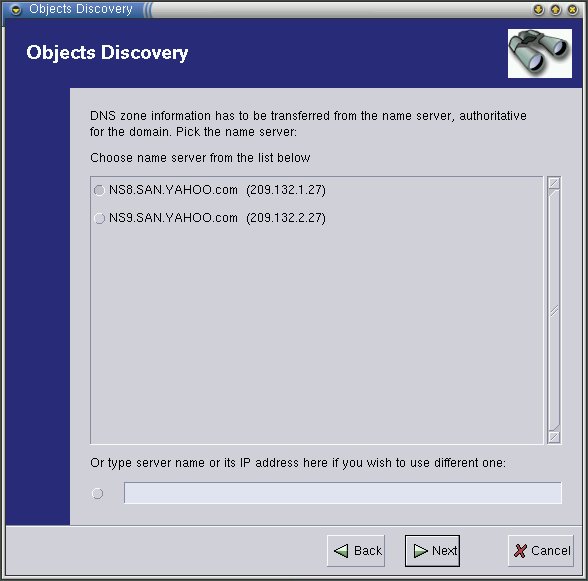 Objects Discovery
Objects Discovery
DNS zone information has to be transferred from the name server, authoritative
for the domain. Pick the name server:
Choose name server from the list below
NS8.SAN.YAHOO.com (209.132.1.27)
NS9.SAN.YAHOO.com (209.132.2.27)
Or type server name or its IP address here if you wish to use different one:
Back Next Cancel